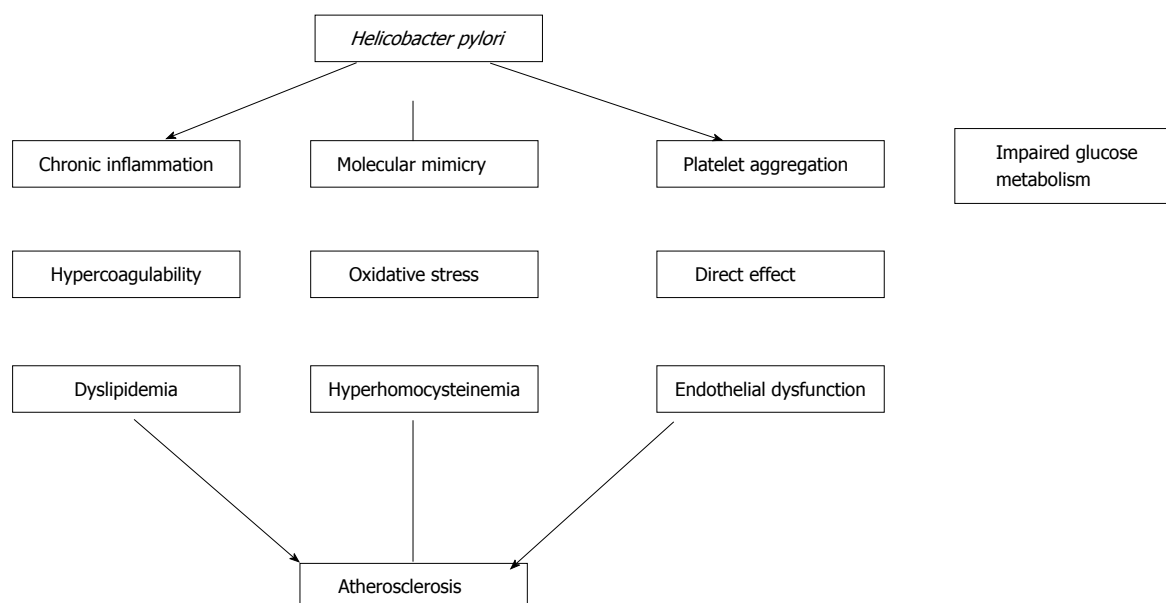 Helicobacter pylori
Chronic inflammation
Molecular mimicry
Platelet aggregation
Impaired glucose
metabolism
Hypercoagulability
Oxidative stress
Direct effect
Dyslipidemia
Hyperhomocysteinemia
Endothelial dysfunction
Atherosclerosis